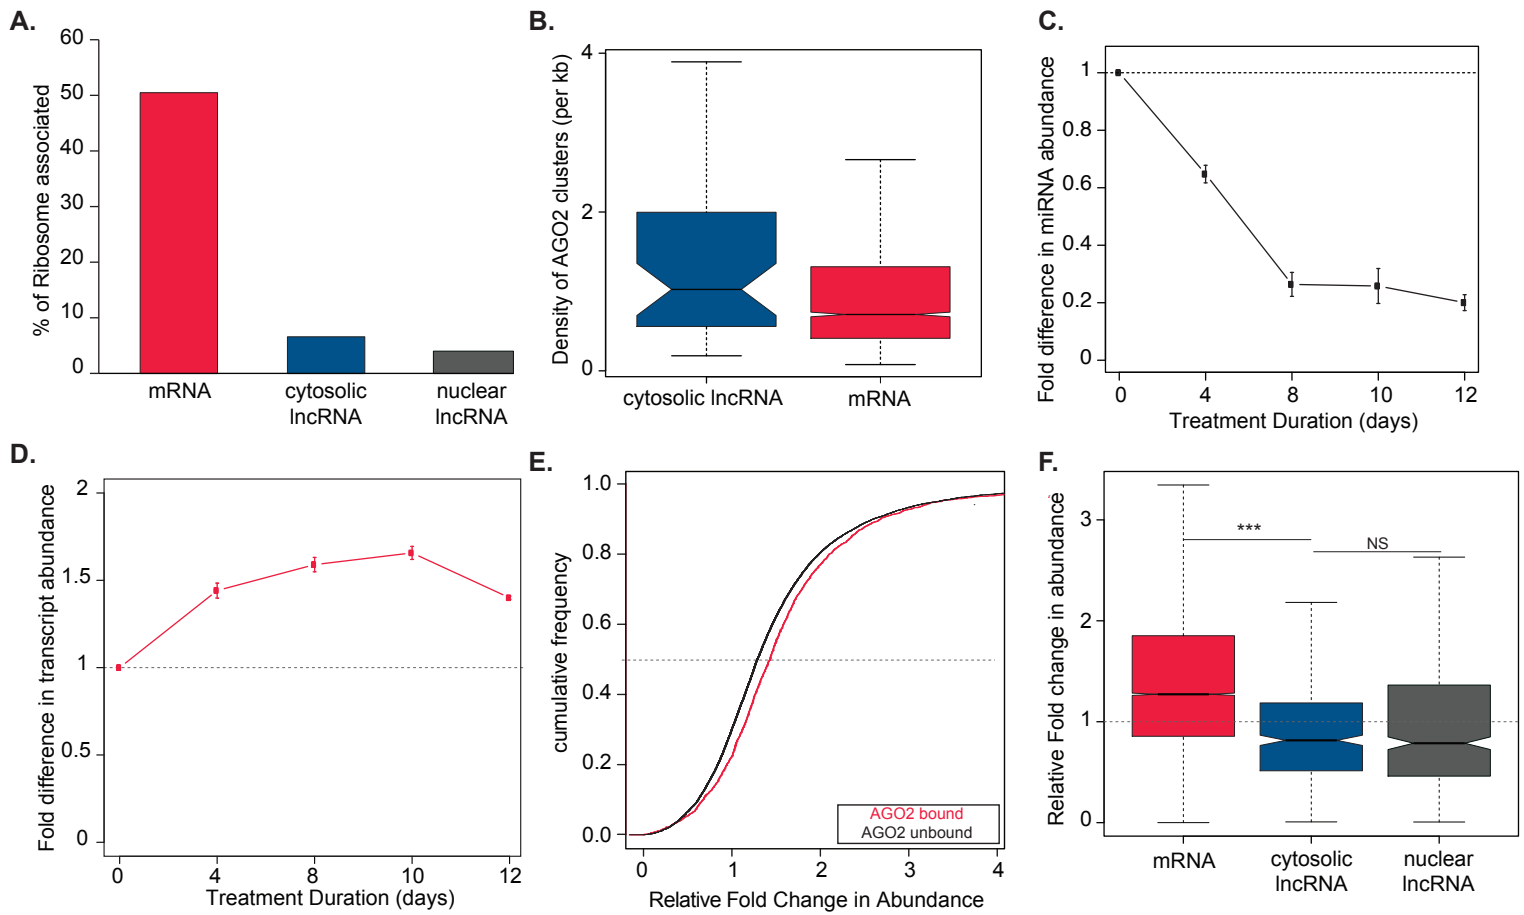 A.
% of Ribosome associated
60
50
40
30
20
10
0
mRNA
cytosolic
lncRNA
nuclear
lncRNA
B.
Density of AGO2 clusters (per kb)
4
2
0
cytosolic lncRNA
mRNA
C.
Fold difference in miRNA abundance
1
0.8
0.6
0.4
0.2
0
0 4 8 10 12
Treatment Duration (days)
D.
Fold difference in transcript abundance
2
1.5
1
0.5
0
0 4 8 10 12
Treatment Duration (days)
E.
cumulative frequency
1.0
0.8
0.6
0.4
0.2
0.0
AGO2 bound
AGO2 unbound
0 1 2 3 4
Relative Fold Change in Abundance
F.
Relative Fold change in abundance
3
2
1
0
***
NS
mRNA
cytosolic
lncRNA
nuclear
lncRNA